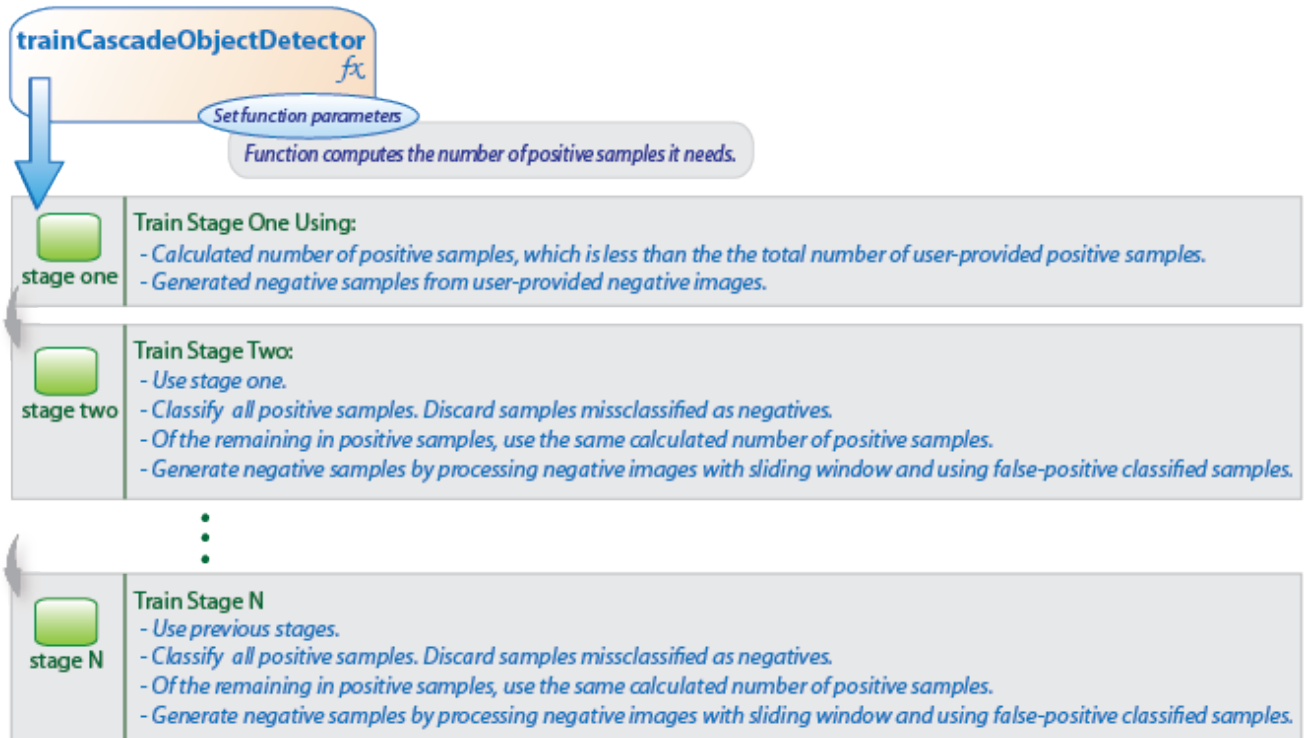 trainCascadeObjectDetector
fx
Set function parameters
Function computes the number of positive samples it needs.
stage one
Train Stage One Using:
- Calculated number of positive samples, which is less than the the total number of user-provided positive samples.
- Generated negative samples from user-provided negative images.
stage two
Train Stage Two:
- Use stage one.
- Classify all positive samples. Discard samples missclassified as negatives.
- Of the remaining in positive samples, use the same calculated number of positive samples.
- Generate negative samples by processing negative images with sliding window and using false-positive classified samples.
stage N
Train Stage N
- Use previous stages.
- Classify all positive samples. Discard samples missclassified as negatives.
- Of the remaining in positive samples, use the same calculated number of positive samples.
- Generate negative samples by processing negative images with sliding window and using false-positive classified samples.